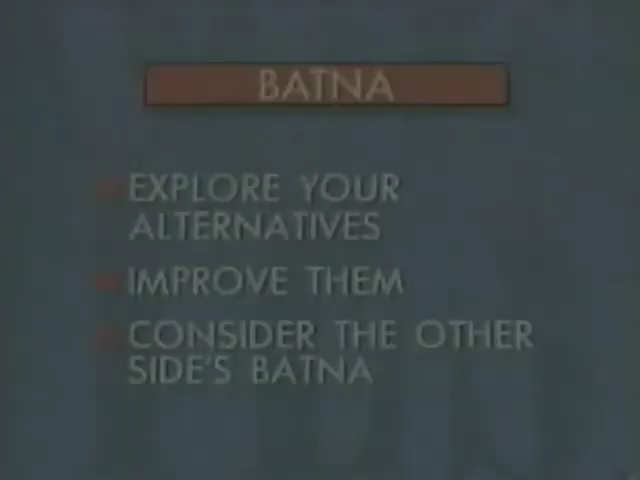 BATNA
EXPLORE YOUR
ALTERNATIVES
IMPROVE THEM
CONSIDER THE OTHER
SIDE'S BATNA